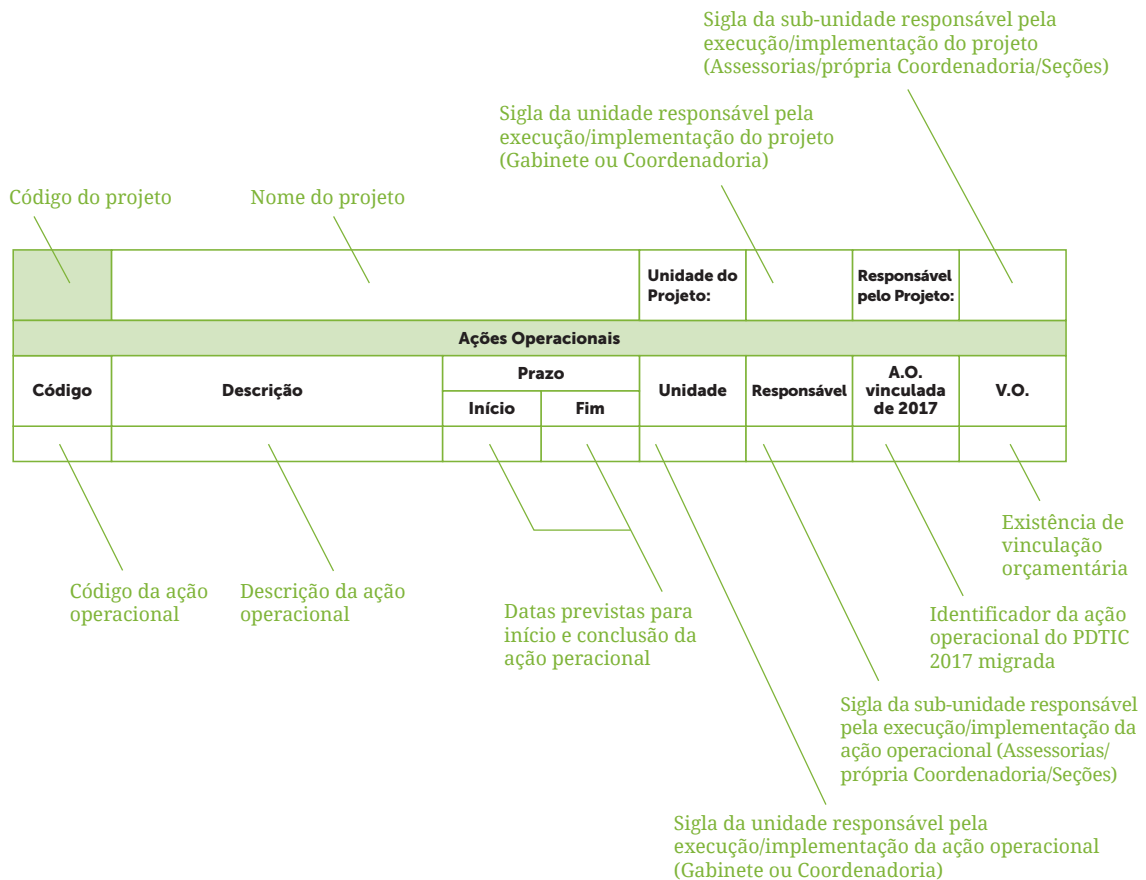 Sigla da sub-unidade responsável pela
execução/implementação do projeto
(Assessorias/própria Coordenadoria/Seções)
Sigla da unidade responsável pela
execução/implementação do projeto
(Gabinete ou Coordenadoria)
Código do projeto
Nome do projeto
Unidade do
Projeto:
Responsável
pelo Projeto:
Ações Operacionais
Código
Descrição
Prazo
Início
Fim
Unidade
Responsável
A.O.
vinculada
de 2017
V.O.
Código da ação
operacional
Descrição da ação
operacional
Datas previstas para
início e conclusão da
ação peracional
Existência de
vinculação
orçamentária
Identificador da ação
operacional do PDTIC
2017 migrada
Sigla da sub-unidade responsável
pela execução/implementação da
ação operacional (Assessorias/
própria Coordenadoria/Seções)
Sigla da unidade responsável pela
execução/implementação da ação operacional
(Gabinete ou Coordenadoria)